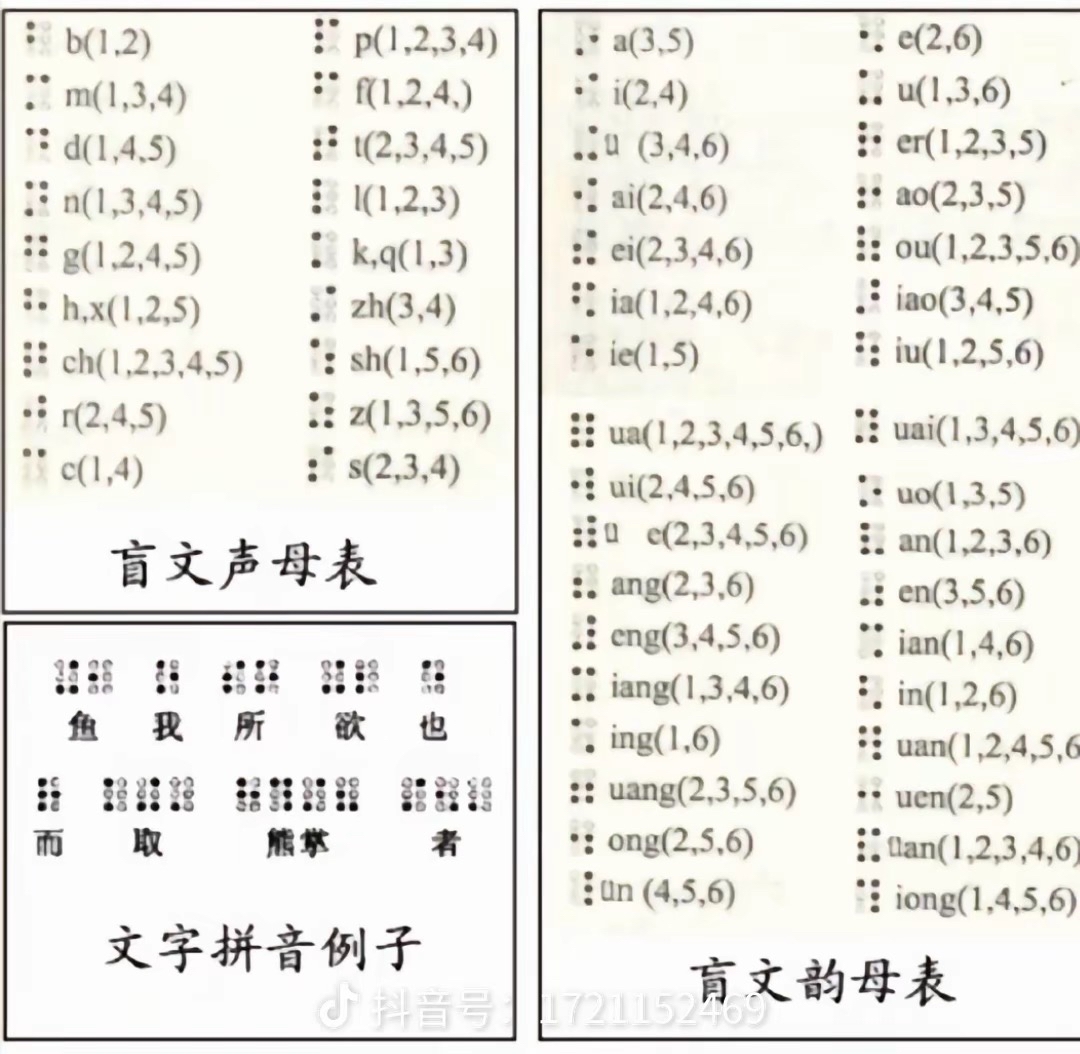 b(1,2) p(1,2,3,4)
m(1,3,4) f(1,2,4,)
d(1,4,5) t(2,3,4,5)
n(1,3,4,5) l(1,2,3)
g(1,2,4,5) k,q(1,3)
h,x(1,2,5) zh(3,4)
ch(1,2,3,4,5) sh(1,5,6)
r(2,4,5) z(1,3,5,6)
c(1,4) s(2,3,4)
盲文声母表
鱼 我 所 欲 也
而 取 熊掌 者
文字拼音例子
a(3,5) e(2,6)
i(2,4) u(1,3,6)
ü (3,4,6) er(1,2,3,5)
ai(2,4,6) ao(2,3,5)
ei(2,3,4,6) ou(1,2,3,5,6)
ia(1,2,4,6) iao(3,4,5)
ie(1,5) iu(1,2,5,6)
ua(1,2,3,4,5,6,) uai(1,3,4,5,6)
ui(2,4,5,6) uo(1,3,5)
ü e(2,3,4,5,6) an(1,2,3,6)
ang(2,3,6) en(3,5,6)
eng(3,4,5,6) ian(1,4,6)
iang(1,3,4,6) in(1,2,6)
ing(1,6) uan(1,2,4,5,6
uang(2,3,5,6) uen(2,5)
ong(2,5,6) üan(1,2,3,4,6)
ün (4,5,6) iong(1,4,5,6)
盲文韵母表
抖音号：1721152469